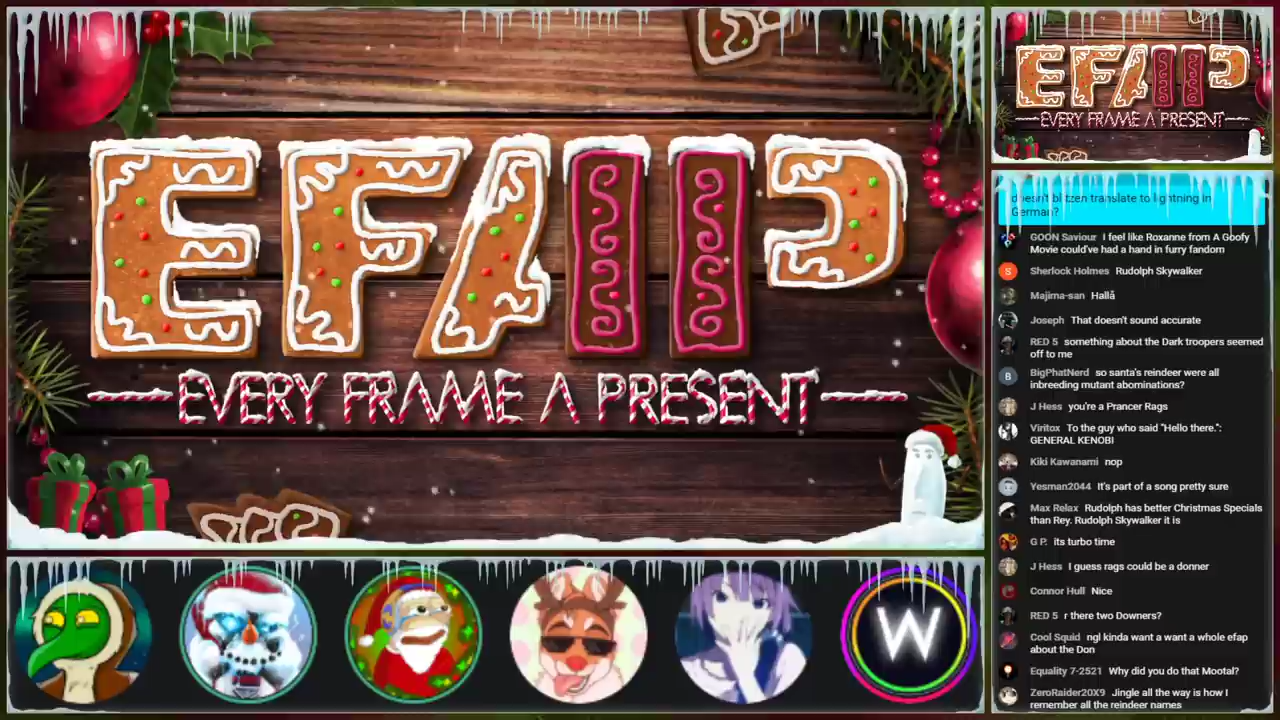 EFAIIP
EVERY FRAME A PRESENT
W
EFAIIP
EVERY FRAME A PRESENT
doesn't blitzen translate to lightning in
German?
GOON Saviour I feel like Roxanne from A Goofy
Movie could've had a hand in furry fandom
Sherlock Holmes Rudolph Skywalker
Majima-san Hallå
Joseph That doesn't sound accurate
RED 5 something about the Dark troopers seemed
off to me
BigPhatNerd so santa's reindeer were all
inbreeding mutant abominations?
J Hess you're a Prancer Rags
Viritox To the guy who said "Hello there.":
GENERAL KENOBI
Kiki Kawanami nop
Yesman2044 It's part of a song pretty sure
Max Relax Rudolph has better Christmas Specials
than Rey. Rudolph Skywalker it is
G P. its turbo time
J Hess I guess rags could be a donner
Connor Hull Nice
RED 5 r there two Downers?
Cool Squid ngl kinda want a want a whole efap
about the Don
Equality 7-2521 Why did you do that Mootal?
ZeroRaider20X9 Jingle all the way is how I
remember all the reindeer names